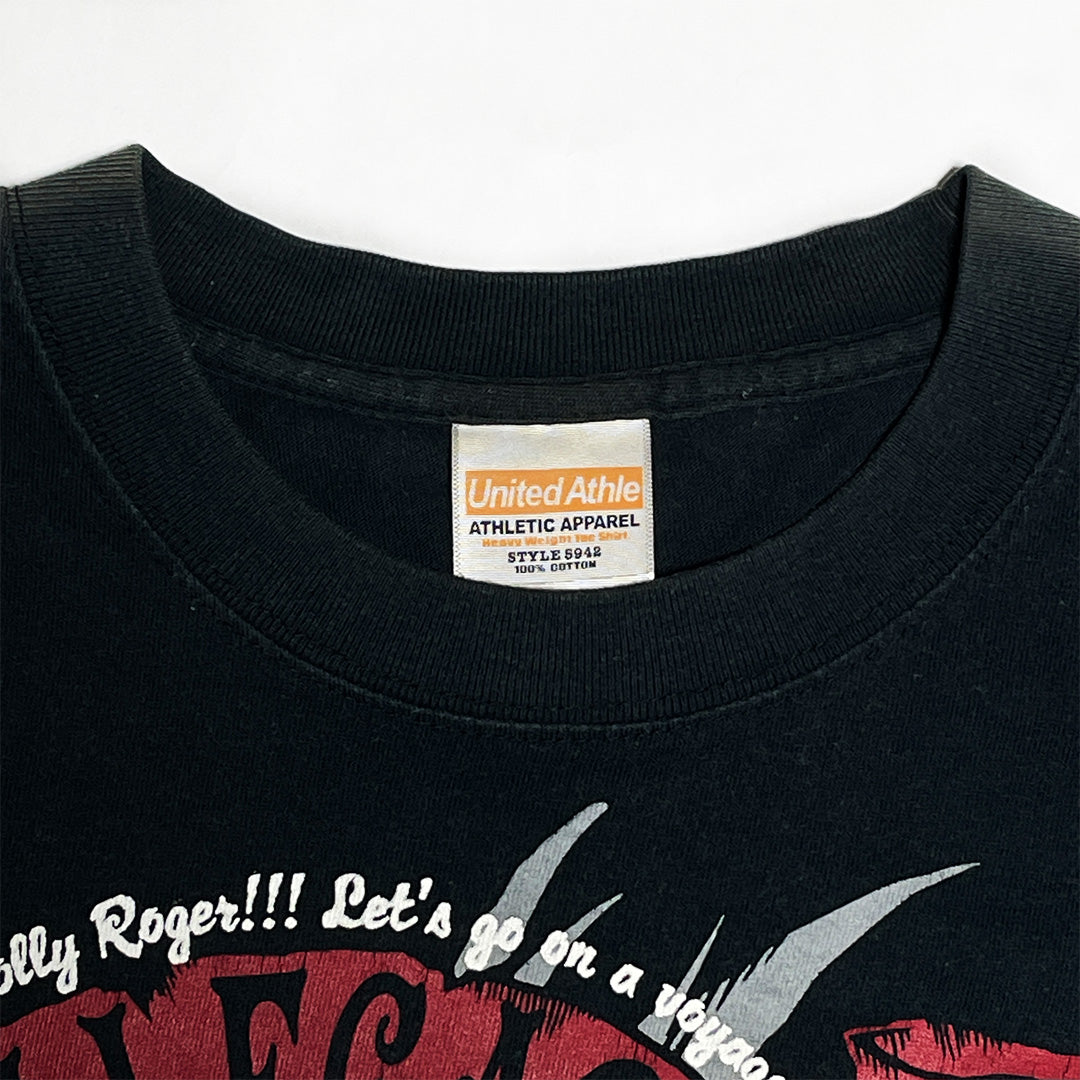 United Athle
ATHLETIC APPAREL
Heavy Weight Tee Shirt
STYLE 5942
100% COTTON
Roger!!! Let's go on a